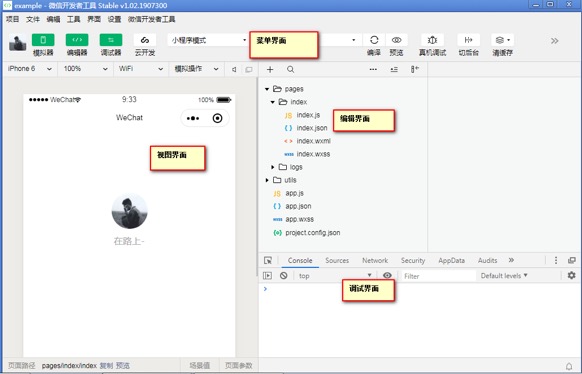 example - 微信开发者工具 Stable v1.02.1907300
项目 文件 编辑 工具 界面 设置 微信开发者工具
模拟器 编辑器 调试器 云开发 小程序模式 菜单界面 编译 预览 真机调试 切后台 清缓存
iPhone 6 100% WiFi 模拟操作
WeChat 9:33 100%
WeChat
视图界面
在路上~
pages
index
JS index.js
{ } index.json
< > index.wxml
wxss index.wxss
logs
utils
JS app.js
{ } app.json
wxss app.wxss
project.config.json
编辑界面
Console Sources Network Security AppData Audits
top Filter Default levels
调试界面
页面路径 pages/index/index 复制 预览 场景值 页面参数